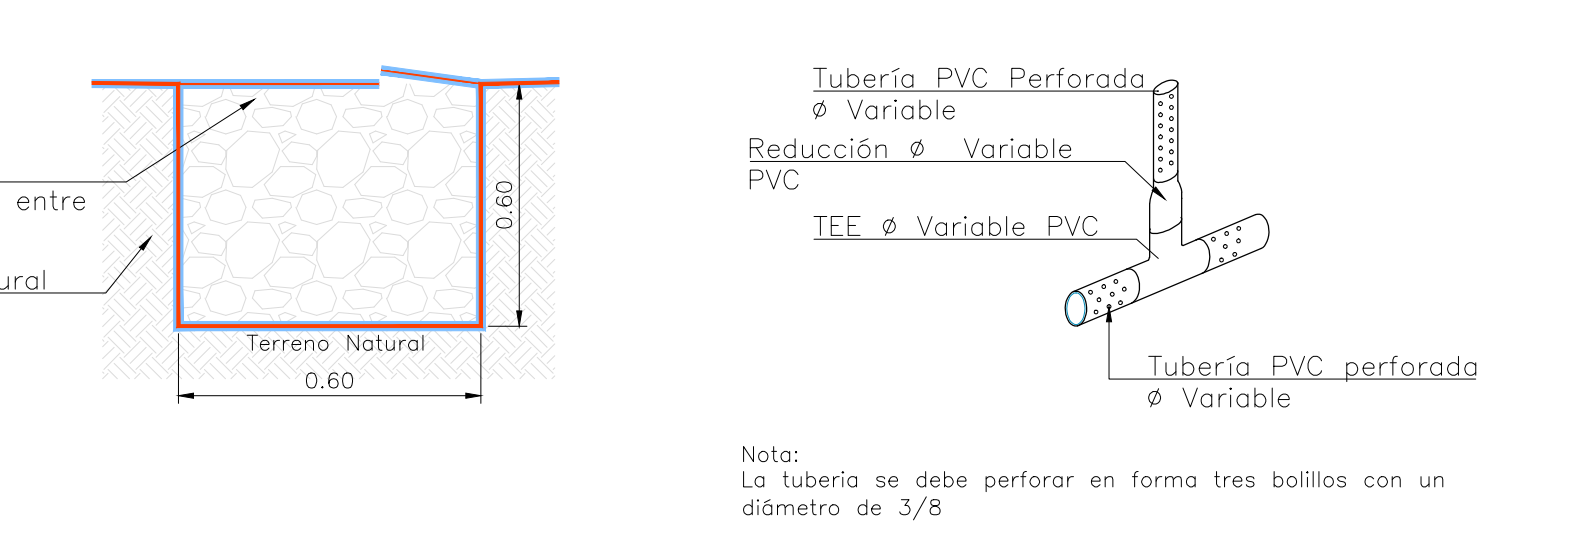 entre
ural
0.60
Terreno Natural
0.60
Tubería PVC Perforada
Ø Variable
Reducción Ø Variable
PVC
TEE Ø Variable PVC
Tubería PVC perforada
Ø Variable
Nota:
La tuberia se debe perforar en forma tres bolillos con un
diámetro de 3/8